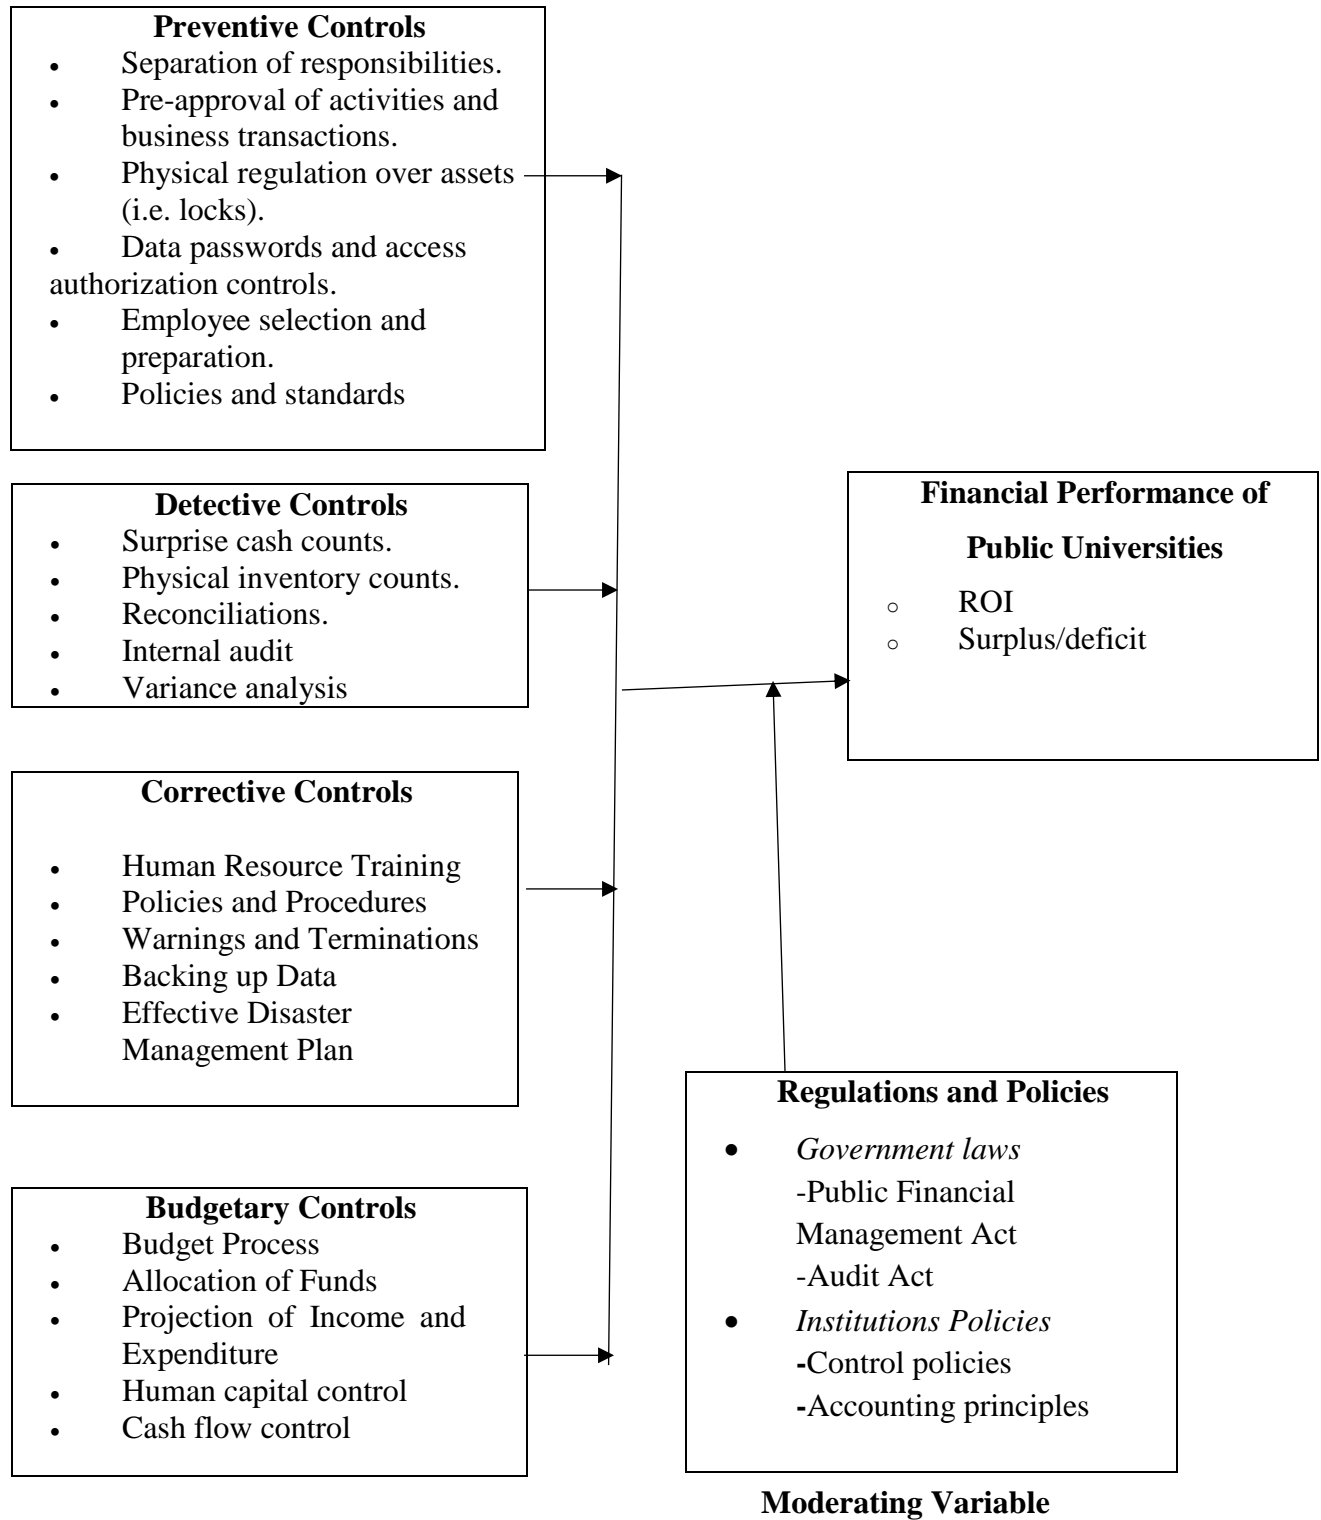 Preventive Controls
• Separation of responsibilities.
• Pre-approval of activities and
business transactions.
• Physical regulation over assets
(i.e. locks).
• Data passwords and access
authorization controls.
• Employee selection and
preparation.
• Policies and standards
Detective Controls
• Surprise cash counts.
• Physical inventory counts.
• Reconciliations.
• Internal audit
• Variance analysis
Corrective Controls
• Human Resource Training
• Policies and Procedures
• Warnings and Terminations
• Backing up Data
• Effective Disaster
Management Plan
Budgetary Controls
• Budget Process
• Allocation of Funds
• Projection of Income and
Expenditure
• Human capital control
• Cash flow control
Financial Performance of
Public Universities
○ ROI
○ Surplus/deficit
Regulations and Policies
• Government laws
-Public Financial
Management Act
-Audit Act
• Institutions Policies
-Control policies
-Accounting principles
Moderating Variable